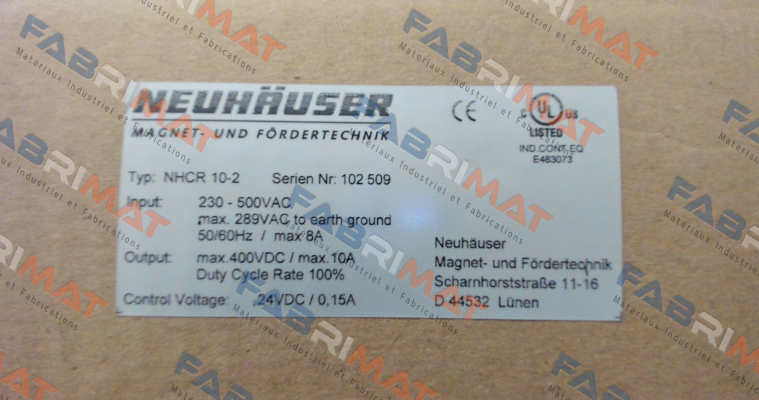 NEUHÄUSER
MAGNET- UND FÖRDERTECHNIK
CE
C UL US
LISTED
IND.CONT.EQ
E483073
Typ: NHCR 10-2 Serien Nr: 102 509
Input: 230 - 500VAC
max. 289VAC to earth ground
50/60Hz / max 8A
Output: max.400VDC / max.10A
Duty Cycle Rate 100%
Control Voltage: 24VDC / 0,15A
Neuhäuser
Magnet- und Fördertechnik
Scharnhorststraße 11-16
D 44532 Lünen
FABRIMAT
Materiaux Industriel et Fabrications